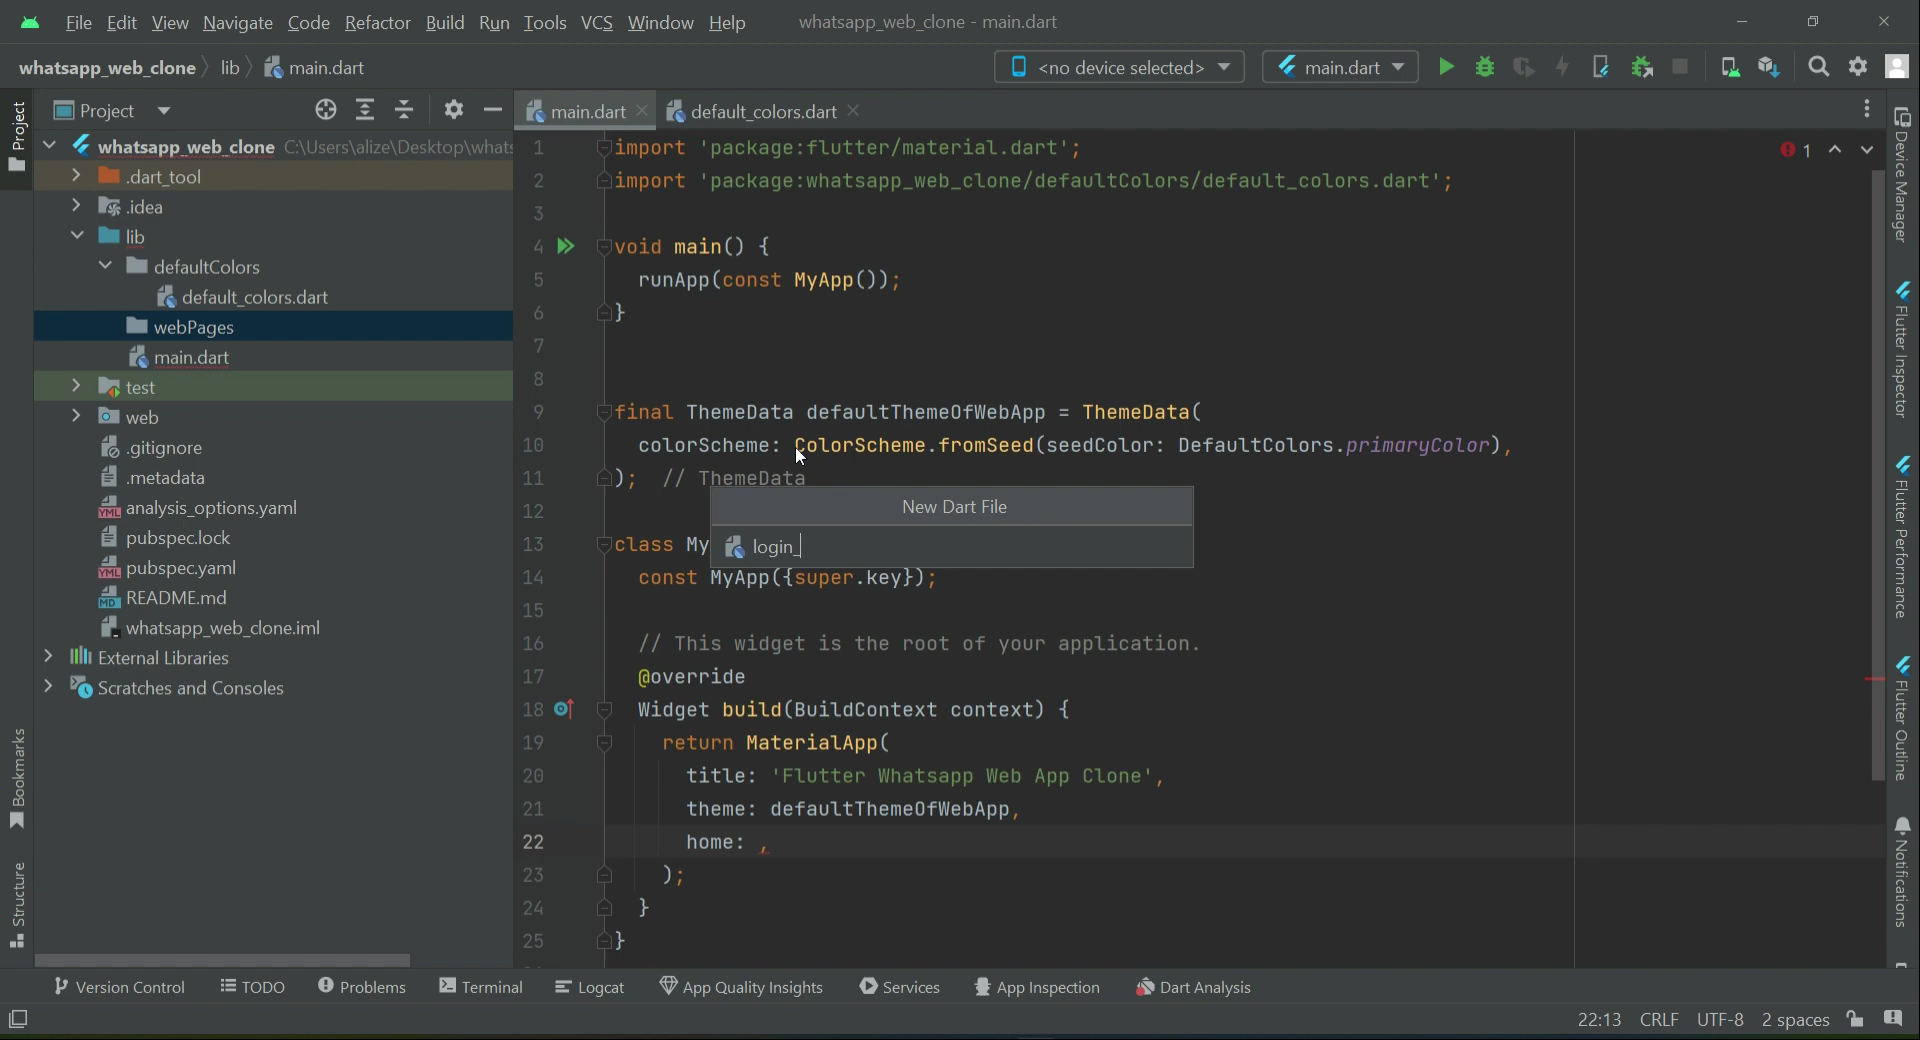 File Edit View Navigate Code Refactor Build Run Tools VCS Window Help whatsapp_web_clone - main.dart
whatsapp_web_clone lib main.dart <no device selected> main.dart
Project main.dart default_colors.dart
Project
whatsapp_web_clone C:\Users\alize\Desktop\whats
.dart_tool
.idea
lib
defaultColors
default_colors.dart
webPages
main.dart
test
web
.gitignore
.metadata
analysis_options.yaml
pubspec.lock
pubspec.yaml
README.md
whatsapp_web_clone.iml
External Libraries
Scratches and Consoles
Bookmarks
Structure
1 import 'package:flutter/material.dart';
2 import 'package:whatsapp_web_clone/defaultColors/default_colors.dart';
3
4 void main() {
5 runApp(const MyApp());
6 }
7
8
9 final ThemeData defaultThemeOfWebApp = ThemeData(
10 colorScheme: ColorScheme.fromSeed(seedColor: DefaultColors.primaryColor),
11 ); // ThemeData
12
13 class My
14 const MyApp({super.key});
15
16 // This widget is the root of your application.
17 @override
18 Widget build(BuildContext context) {
19 return MaterialApp(
20 title: 'Flutter Whatsapp Web App Clone',
21 theme: defaultThemeOfWebApp,
22 home: ,
23 );
24 }
25 }
1
New Dart File
login_
Device Manager
Flutter Inspector
Flutter Performance
Flutter Outline
Notifications
Version Control TODO Problems Terminal Logcat App Quality Insights Services App Inspection Dart Analysis
22:13 CRLF UTF-8 2 spaces